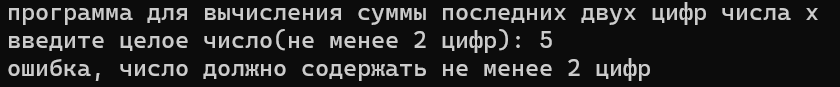 программа для вычисления суммы последних двух цифр числа x
введите целое число(не менее 2 цифр): 5
ошибка, число должно содержать не менее 2 цифр